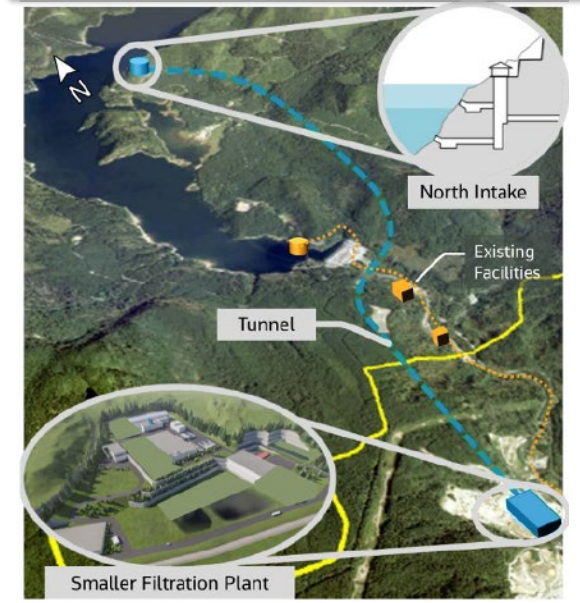 N
North Intake
Existing
Facilities
Tunnel
Smaller Filtration Plant